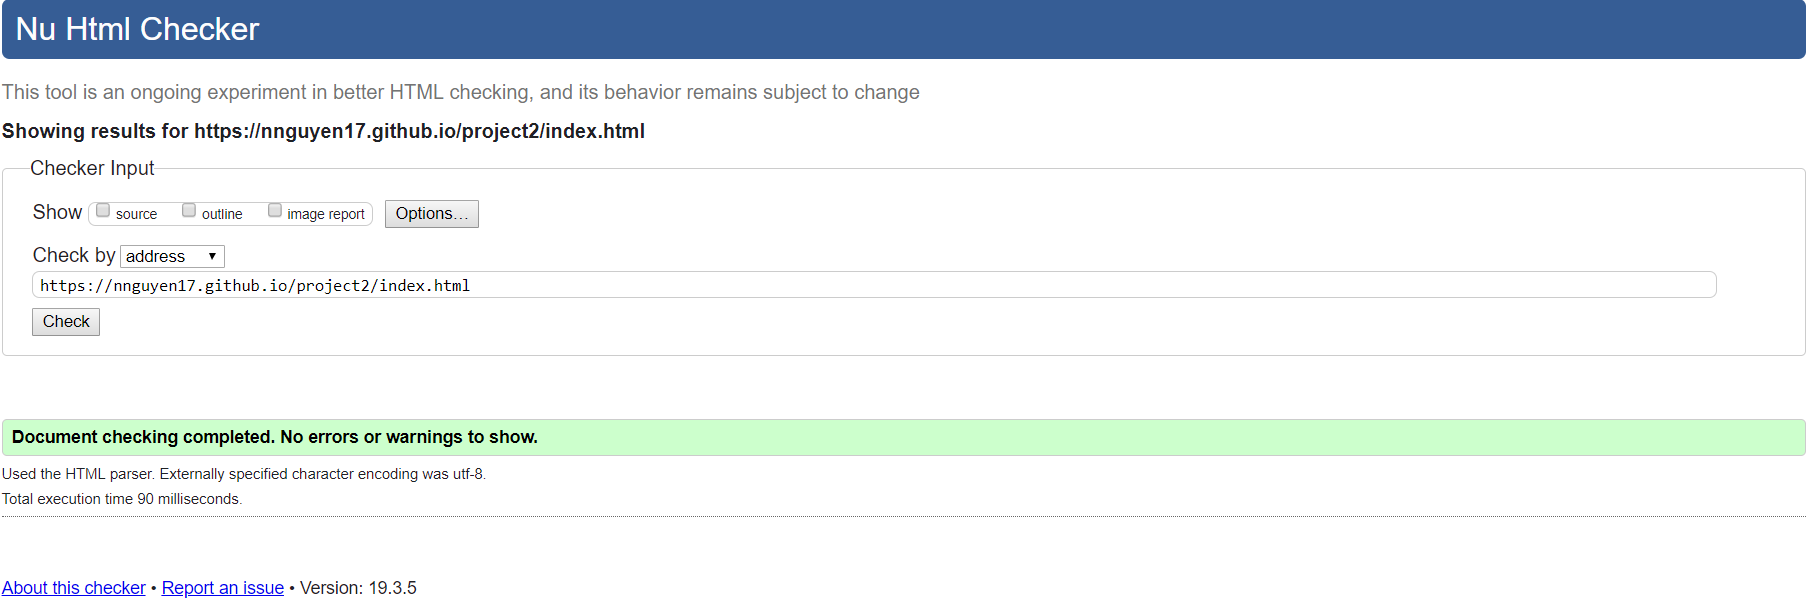 Nu Html Checker
This tool is an ongoing experiment in better HTML checking, and its behavior remains subject to change
Showing results for https://nnguyen17.github.io/project2/index.html
Checker Input
Show source outline image report Options…
Check by address
https://nnguyen17.github.io/project2/index.html
Check
Document checking completed. No errors or warnings to show.
Used the HTML parser. Externally specified character encoding was utf-8.
Total execution time 90 milliseconds.
About this checker • Report an issue • Version: 19.3.5